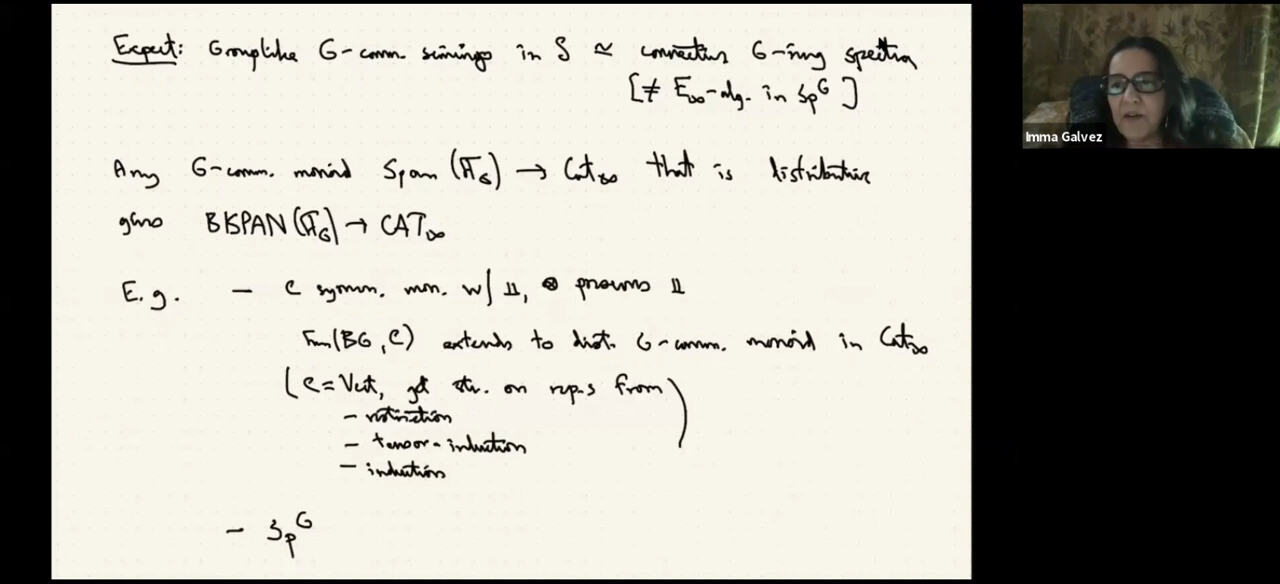 Expect: Grouplike G-comm. semirings in S ≃ connective G-ring spectra
[≠ E∞-alg. in Sp^G]
Any G-comm. monoid Span(𝔽_G) → Cat∞ that is distributive
gives BISPAN(𝔽_G) → CAT∞
E.g. – C symm. mon. w/ ⨿, ⊗ preserves ⨿
Fun(BG, C) extends to dist. G-comm. monoid in Cat∞
(C = Vect, get str. on rep.s from)
– restriction
– tensor-induction
– induction
– Sp^G
Imma Galvez